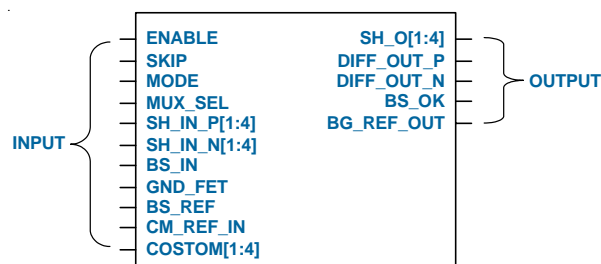 INPUT
ENABLE
SKIP
MODE
MUX_SEL
SH_IN_P[1:4]
SH_IN_N[1:4]
BS_IN
GND_FET
BS_REF
CM_REF_IN
COSTOM[1:4]
SH_O[1:4]
DIFF_OUT_P
DIFF_OUT_N
BS_OK
BG_REF_OUT
OUTPUT